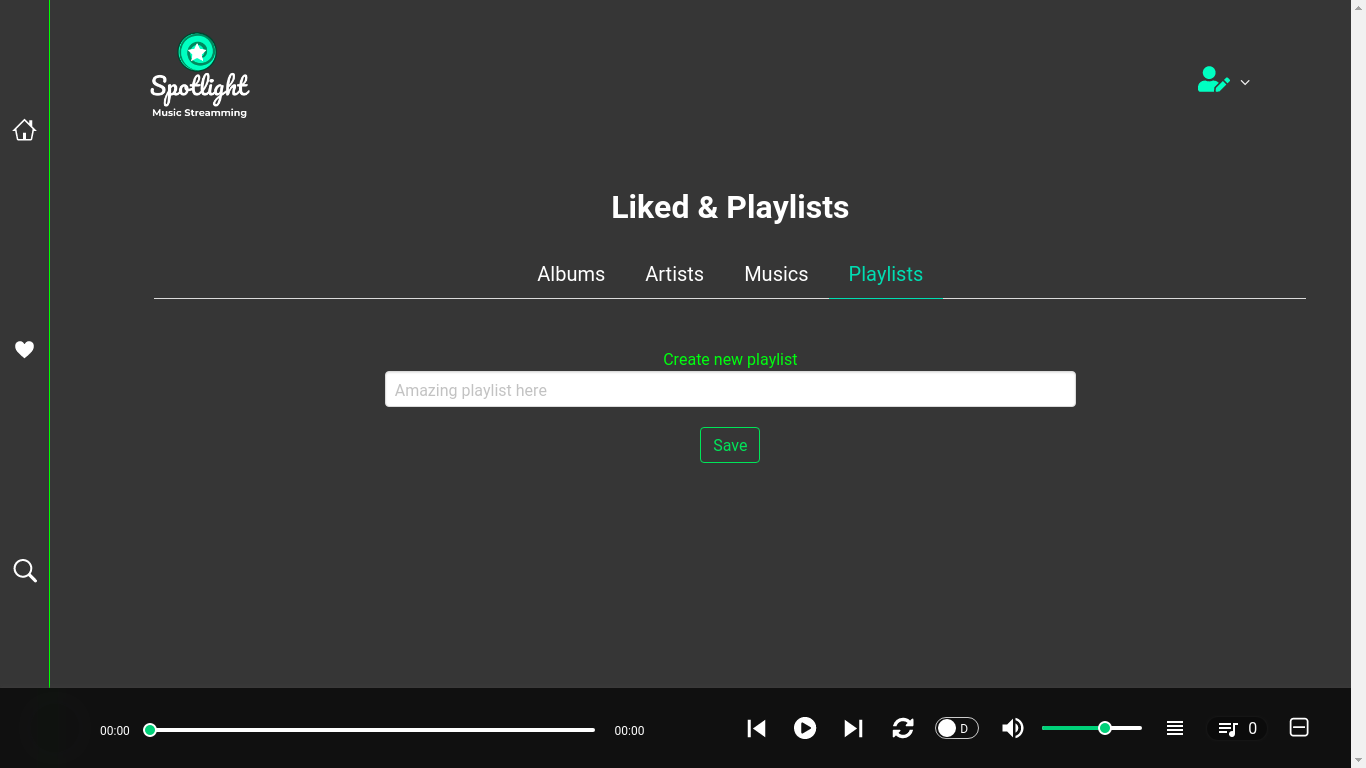 Spotlight
Music Streamming
Liked & Playlists
Albums Artists Musics Playlists
Create new playlist
Amazing playlist here
Save
00:00 00:00 D 0